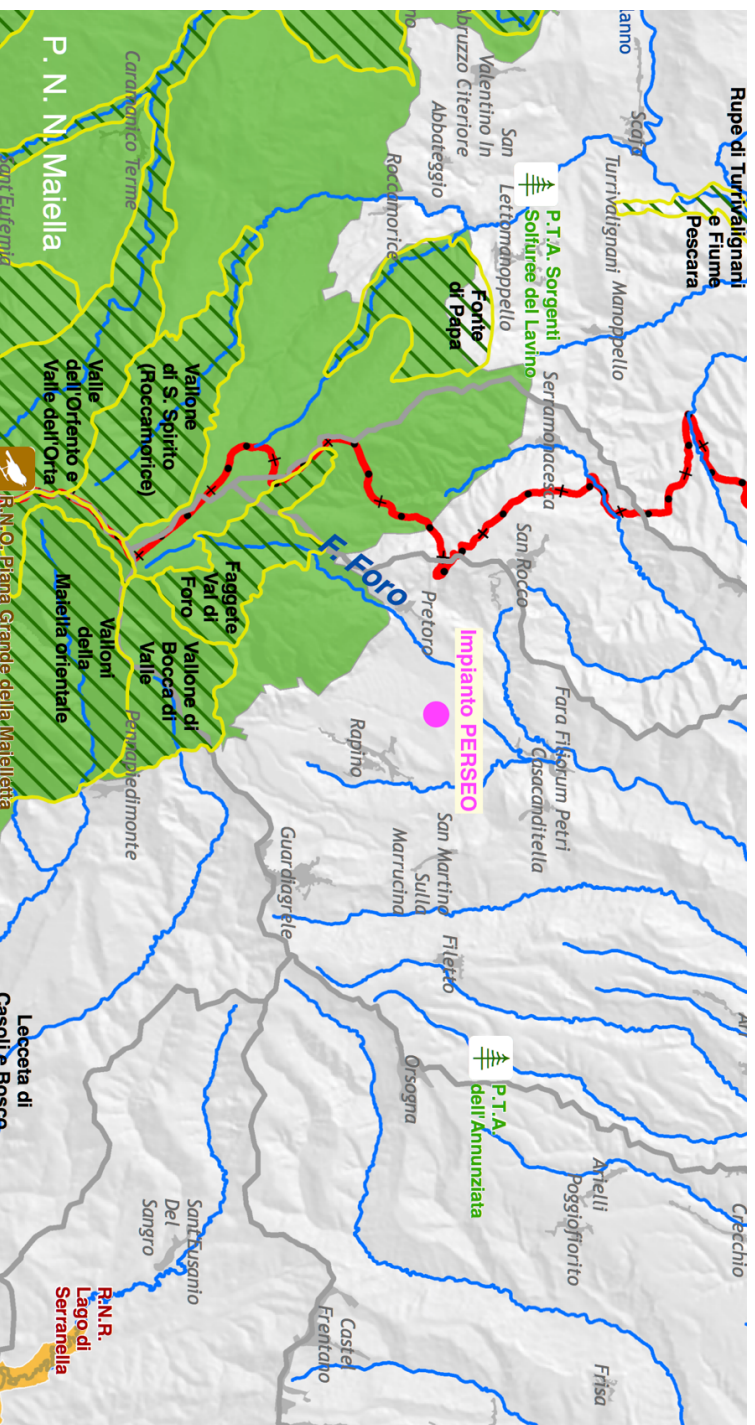 Rupe di Turrivalignani
e Fiume
Pescara
Crecchio
lanno
Scafa
Turrivalignani
Manoppello
Arielli
Poggiofiorito
Frisa
P.T.A. Sorgenti
Solfuree del Lavino
Serramonacesca
San Rocco
Fara Filiorum Petri
Casacanditella
San
Valentino In
Abruzzo Citeriore
Lettomanoppello
Abbateggio
Roccamorice
Fonte
di Papa
Impianto PERSEO
Pretoro
F. Foro
San Martino
Sulla
Marrucina
Filetto
P.T.A.
dell'Annunziata
Orsogna
Rapino
Guardiagrele
Castel
Frentano
Caramanico Terme
Vallone
di S. Spirito
(Roccamorice)
Faggete
Val di
Foro
Vallone di
Bocca di
Valle
Pennapiedimonte
Sant'Eusanio
Del
Sangro
P. N. N. Maiella
Valle
dell'Orfento e
Valle dell'Orta
Valloni
della
Maiella orientale
R.N.R.
Lago di
Serranella
Sant'Eufemia
R.N.O. Piana Grande della Maielletta
Lecceta di
Casoli e Bosco